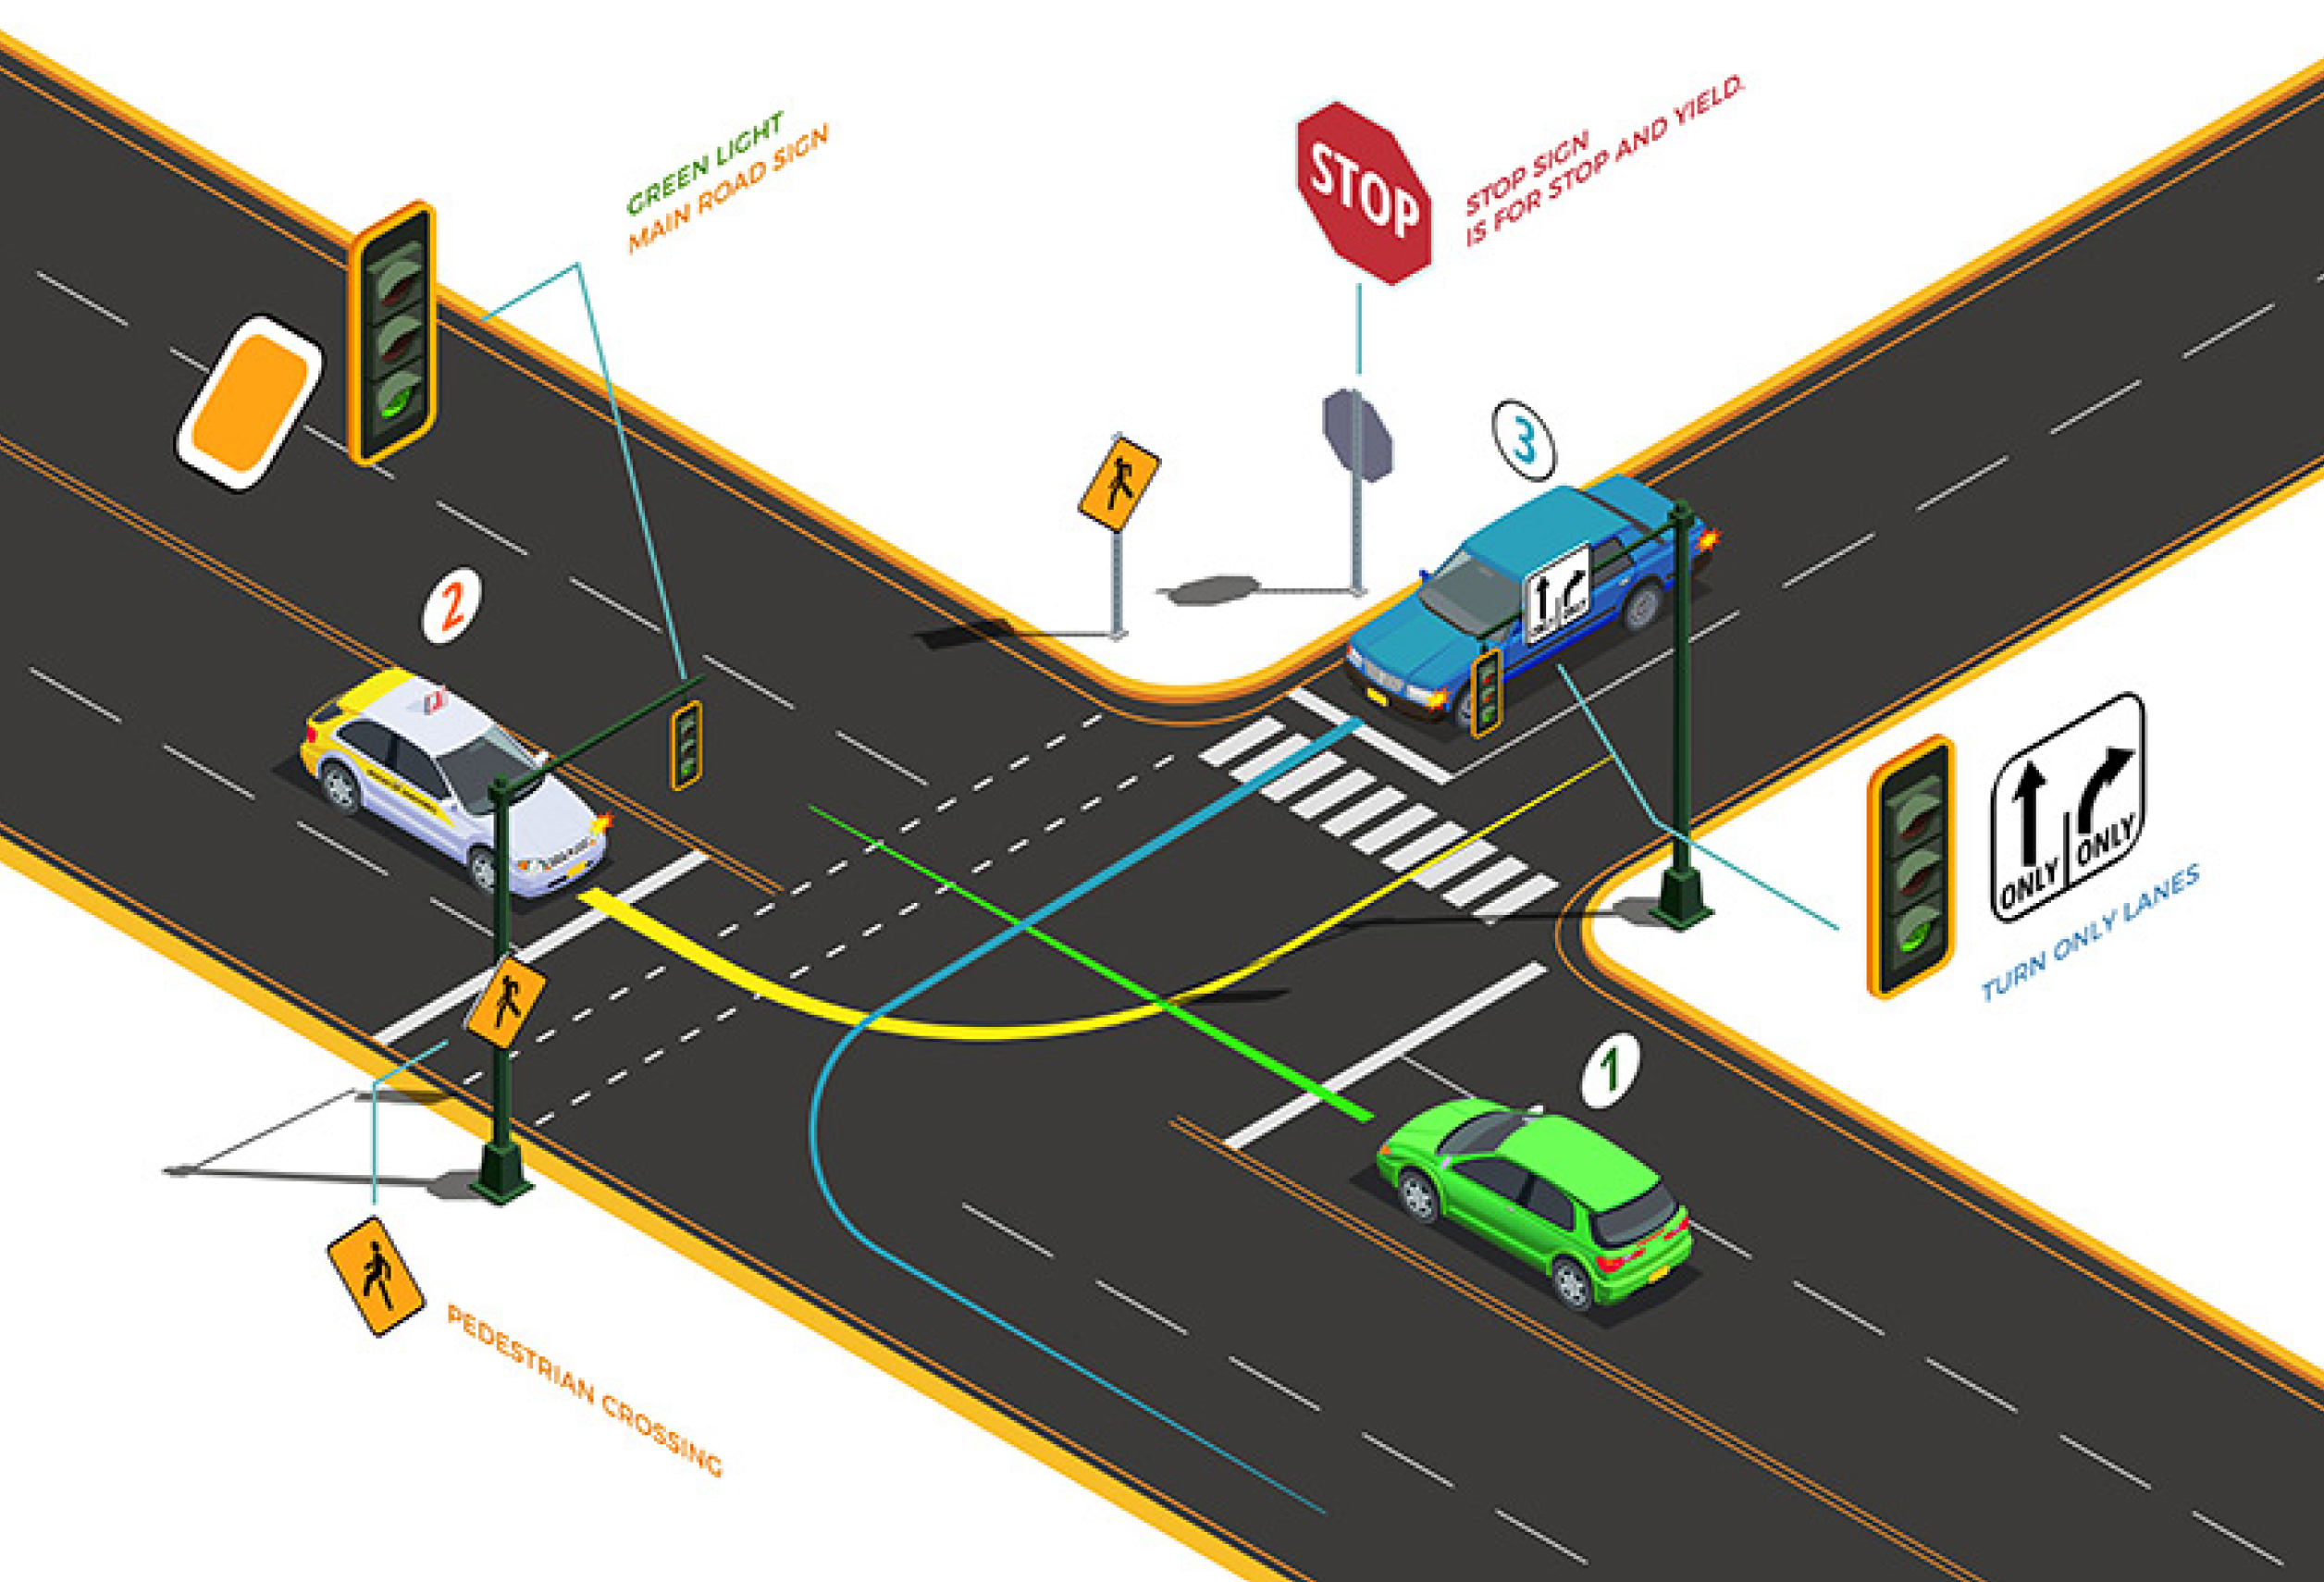 GREEN LIGHT
MAIN ROAD SIGN
STOP
STOP SIGN
IS FOR STOP AND YIELD.
3
2
ONLY ONLY
TURN ONLY LANES
1
PEDESTRIAN CROSSING